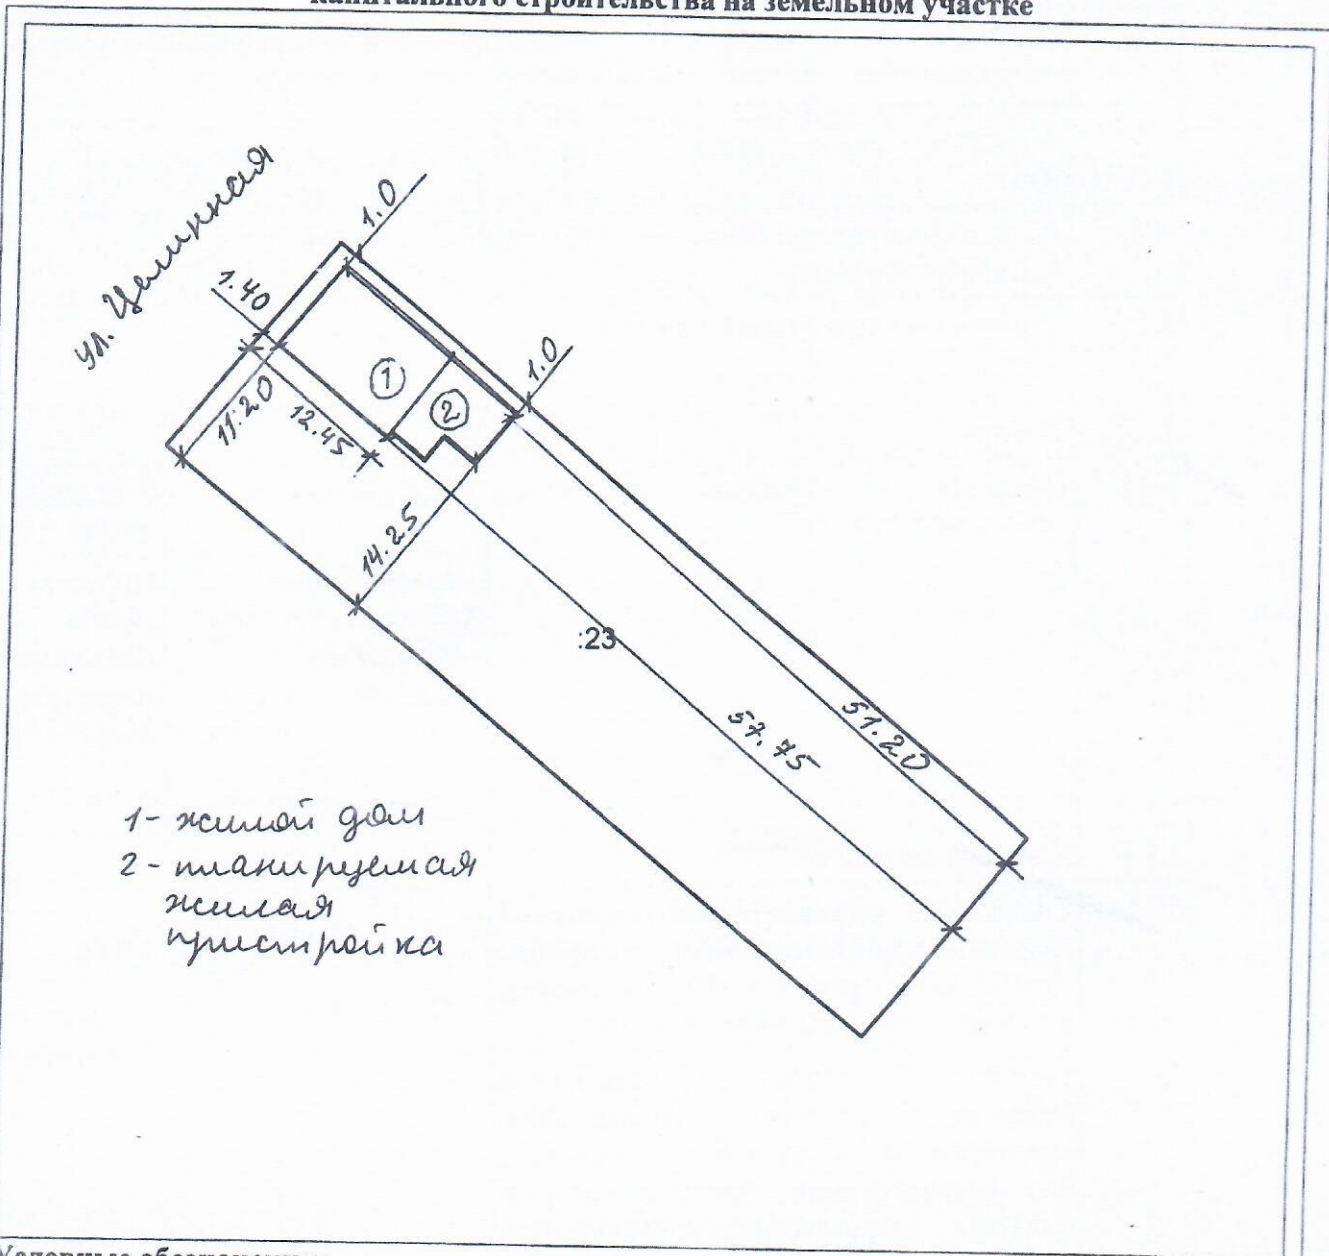 капитального строительства на земельном участке
ул. Целинная
1.0
1.40
1.0
1
2
11.20
12.45
14.25
:23
57.75
51.20
1- жилой дом
2- планируемая
жилая
пристройка
Условные обозначения